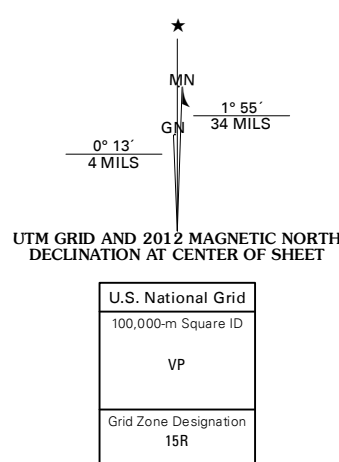 MN
1° 55´
34 MILS
GN
0° 13´
4 MILS
UTM GRID AND 2012 MAGNETIC NORTH
DECLINATION AT CENTER OF SHEET
U.S. National Grid
100,000-m Square ID
VP
Grid Zone Designation
15R